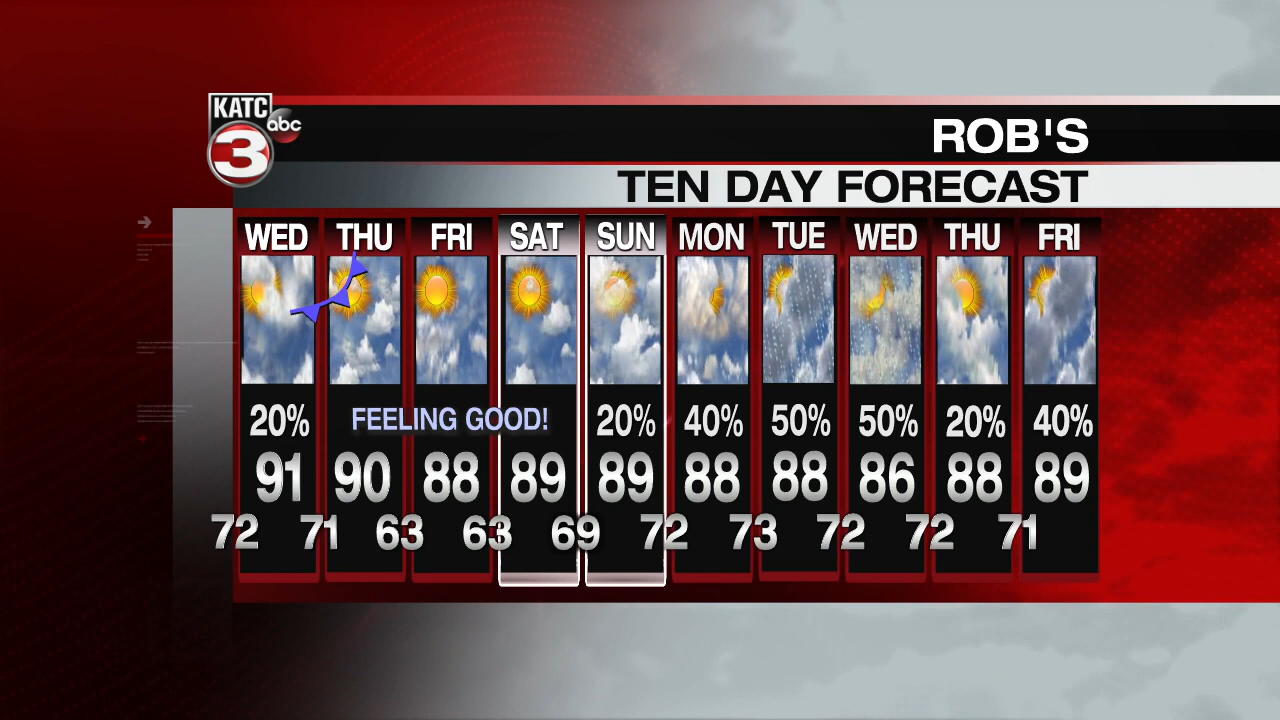 KATC
abc
3
ROB'S
TEN DAY FORECAST
WED THU FRI SAT SUN MON TUE WED THU FRI
20% FEELING GOOD! 20% 40% 50% 50% 20% 40%
91 90 88 89 89 88 88 86 88 89
72 71 63 63 69 72 73 72 72 71